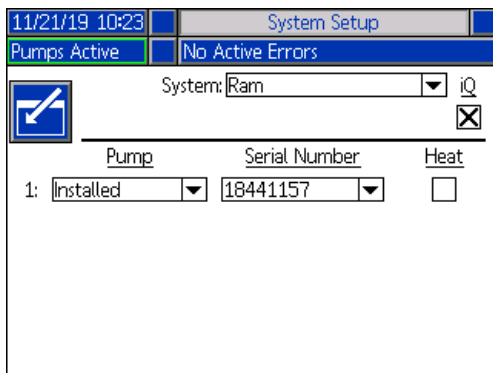 11/21/19 10:23 System Setup
Pumps Active No Active Errors
System: Ram iQ
Pump Serial Number Heat
1: Installed 18441157